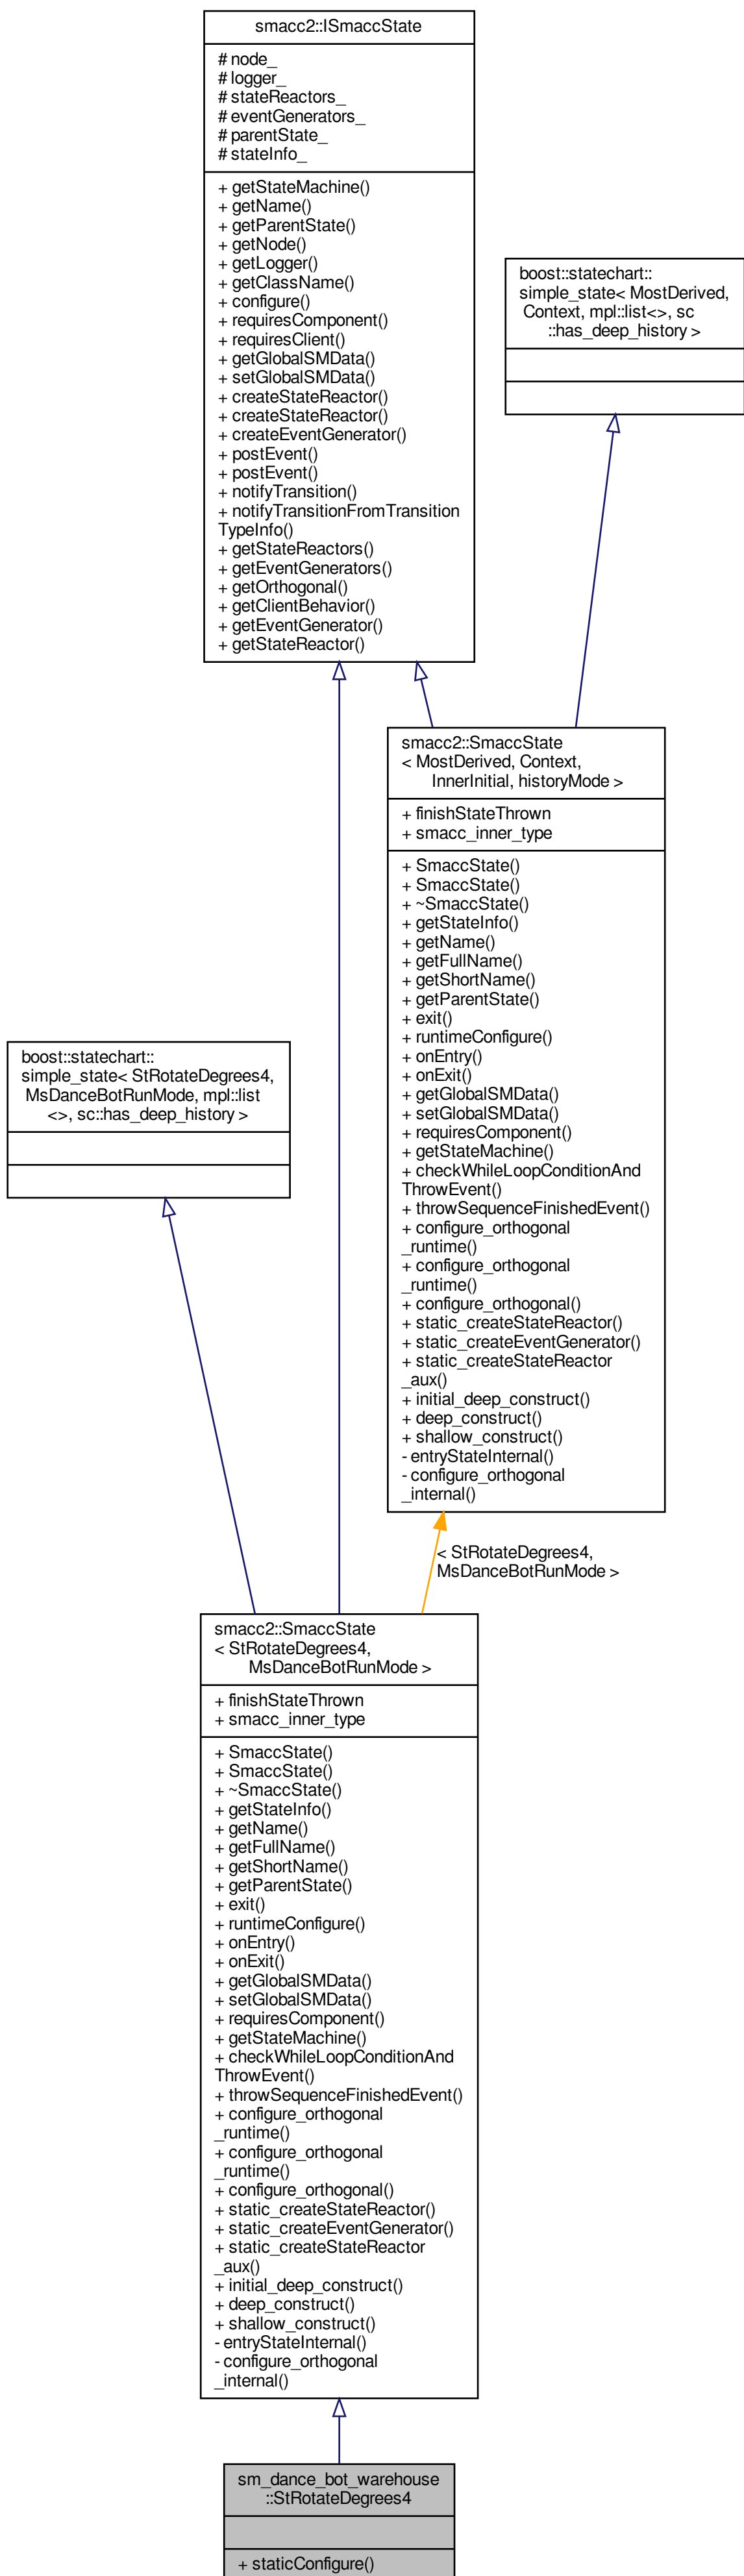 smacc2::ISmaccState
# node_
# logger_
# stateReactors_
# eventGenerators_
# parentState_
# stateInfo_
+ getStateMachine()
+ getName()
+ getParentState()
+ getNode()
+ getLogger()
+ getClassName()
+ configure()
+ requiresComponent()
+ requiresClient()
+ getGlobalSMData()
+ setGlobalSMData()
+ createStateReactor()
+ createStateReactor()
+ createEventGenerator()
+ postEvent()
+ postEvent()
+ notifyTransition()
+ notifyTransitionFromTransition
TypeInfo()
+ getStateReactors()
+ getEventGenerators()
+ getOrthogonal()
+ getClientBehavior()
+ getEventGenerator()
+ getStateReactor()
boost::statechart::
simple_state< MostDerived,
Context, mpl::list<>, sc
::has_deep_history >
smacc2::SmaccState
< MostDerived, Context,
InnerInitial, historyMode >
+ finishStateThrown
+ smacc_inner_type
+ SmaccState()
+ SmaccState()
+ ~SmaccState()
+ getStateInfo()
+ getName()
+ getFullName()
+ getShortName()
+ getParentState()
+ exit()
+ runtimeConfigure()
+ onEntry()
+ onExit()
+ getGlobalSMData()
+ setGlobalSMData()
+ requiresComponent()
+ getStateMachine()
+ checkWhileLoopConditionAnd
ThrowEvent()
+ throwSequenceFinishedEvent()
+ configure_orthogonal
_runtime()
+ configure_orthogonal
_runtime()
+ configure_orthogonal()
+ static_createStateReactor()
+ static_createEventGenerator()
+ static_createStateReactor
_aux()
+ initial_deep_construct()
+ deep_construct()
+ shallow_construct()
- entryStateInternal()
- configure_orthogonal
_internal()
boost::statechart::
simple_state< StRotateDegrees4,
MsDanceBotRunMode, mpl::list
<>, sc::has_deep_history >
< StRotateDegrees4,
MsDanceBotRunMode >
smacc2::SmaccState
< StRotateDegrees4,
MsDanceBotRunMode >
+ finishStateThrown
+ smacc_inner_type
+ SmaccState()
+ SmaccState()
+ ~SmaccState()
+ getStateInfo()
+ getName()
+ getFullName()
+ getShortName()
+ getParentState()
+ exit()
+ runtimeConfigure()
+ onEntry()
+ onExit()
+ getGlobalSMData()
+ setGlobalSMData()
+ requiresComponent()
+ getStateMachine()
+ checkWhileLoopConditionAnd
ThrowEvent()
+ throwSequenceFinishedEvent()
+ configure_orthogonal
_runtime()
+ configure_orthogonal
_runtime()
+ configure_orthogonal()
+ static_createStateReactor()
+ static_createEventGenerator()
+ static_createStateReactor
_aux()
+ initial_deep_construct()
+ deep_construct()
+ shallow_construct()
- entryStateInternal()
- configure_orthogonal
_internal()
sm_dance_bot_warehouse
::StRotateDegrees4
+ staticConfigure()